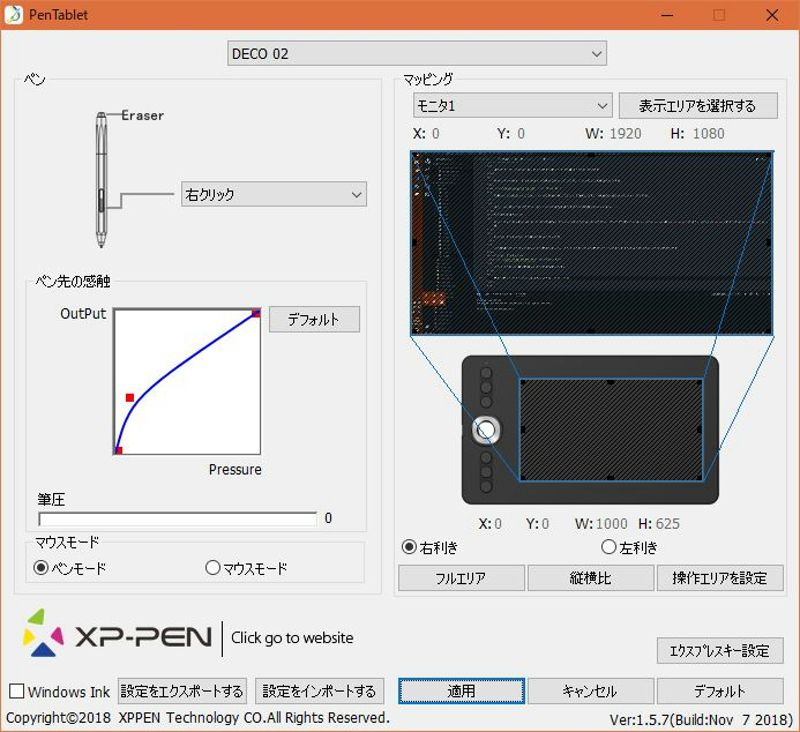 PenTablet
DECO 02
ペン
Eraser
右クリック
ペン先の感触
OutPut
デフォルト
Pressure
筆圧
0
マウスモード
ペンモード
マウスモード
マッピング
モニタ1
表示エリアを選択する
X: 0 Y: 0 W: 1920 H: 1080
X:0 Y:0 W:1000 H:625
右利き
左利き
フルエリア
縦横比
操作エリアを設定
XP-PEN
Click go to website
エクスプレスキー設定
Windows Ink
設定をエクスポートする
設定をインポートする
適用
キャンセル
デフォルト
Copyright©2018 XPPEN Technology CO.All Rights Reserved.
Ver:1.5.7(Build:Nov 7 2018)